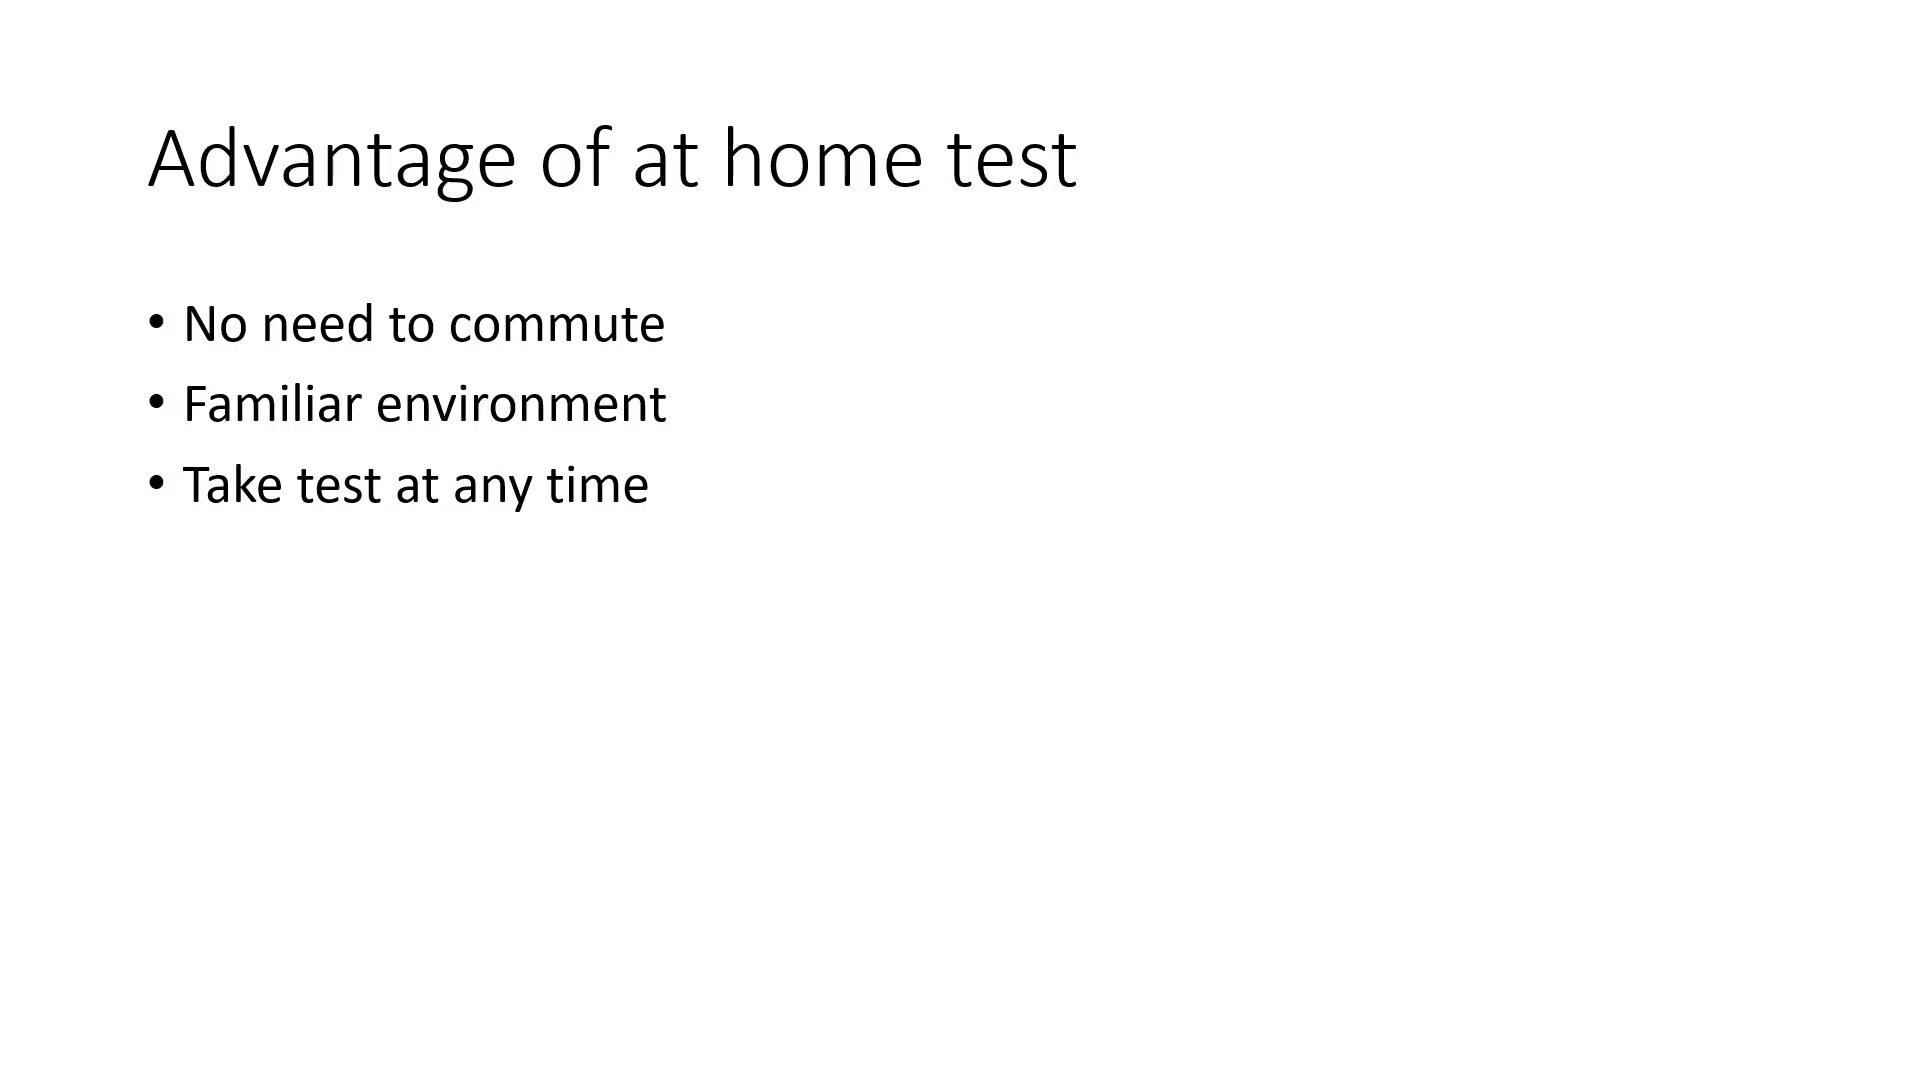 Advantage of at home test
• No need to commute
• Familiar environment
• Take test at any time